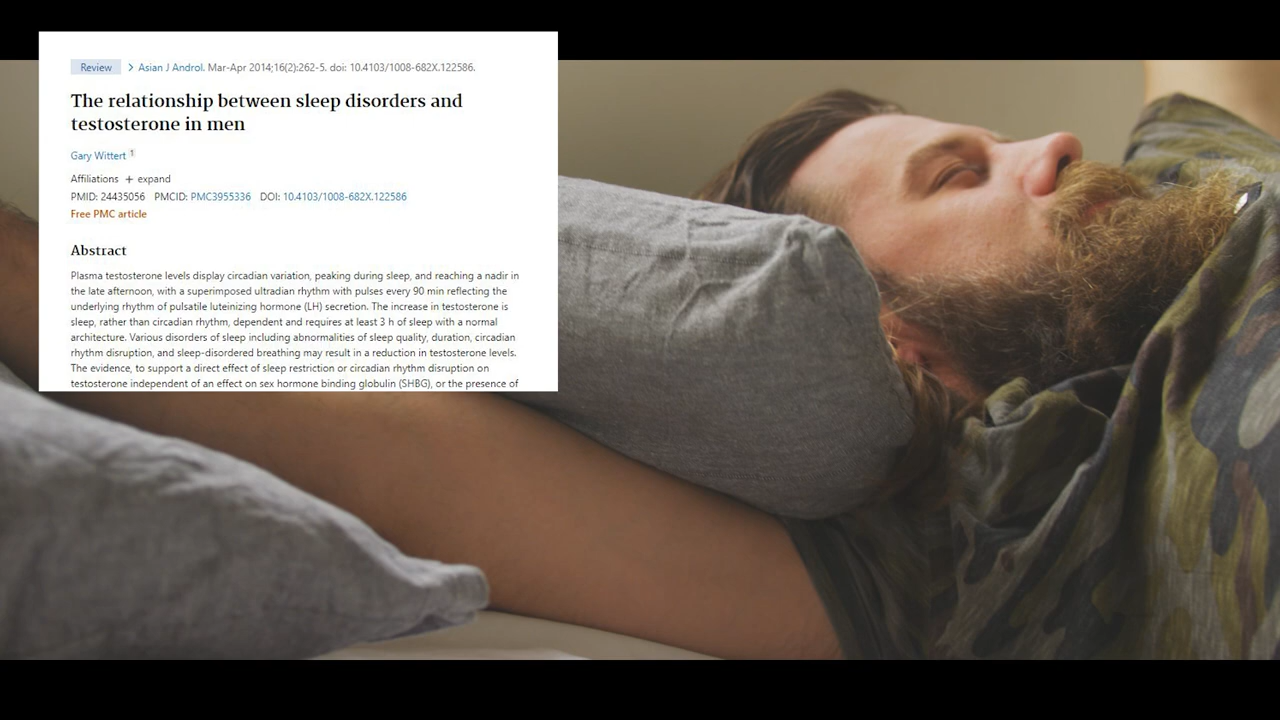 Review > Asian J Androl. Mar-Apr 2014;16(2):262-5. doi: 10.4103/1008-682X.122586.
The relationship between sleep disorders and
testosterone in men
Gary Wittert 1
Affiliations + expand
PMID: 24435056 PMCID: PMC3955336 DOI: 10.4103/1008-682X.122586
Free PMC article
Abstract
Plasma testosterone levels display circadian variation, peaking during sleep, and reaching a nadir in
the late afternoon, with a superimposed ultradian rhythm with pulses every 90 min reflecting the
underlying rhythm of pulsatile luteinizing hormone (LH) secretion. The increase in testosterone is
sleep, rather than circadian rhythm, dependent and requires at least 3 h of sleep with a normal
architecture. Various disorders of sleep including abnormalities of sleep quality, duration, circadian
rhythm disruption, and sleep-disordered breathing may result in a reduction in testosterone levels.
The evidence, to support a direct effect of sleep restriction or circadian rhythm disruption on
testosterone independent of an effect on sex hormone binding globulin (SHBG), or the presence of